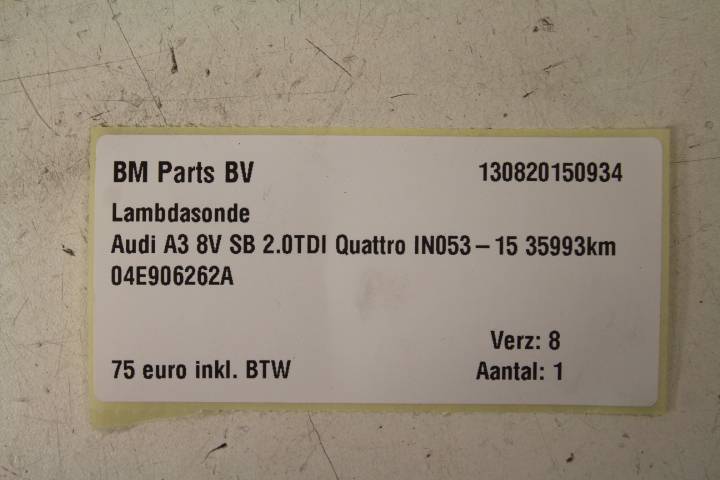 BM Parts BV 130820150934
Lambdasonde
Audi A3 8V SB 2.0TDI Quattro IN053-15 35993km
04E906262A
Verz: 8
75 euro inkl. BTW Aantal: 1